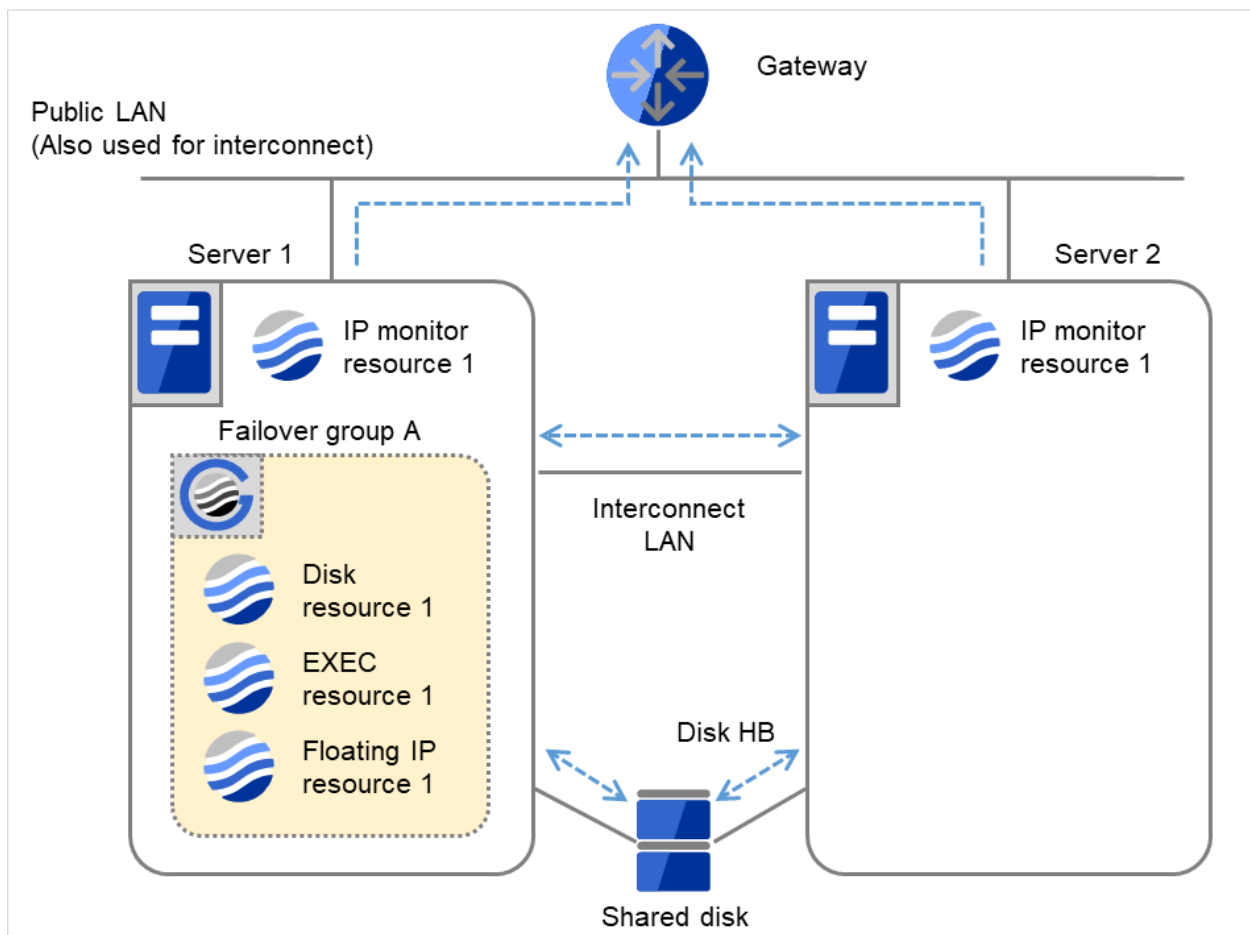 Gateway
Public LAN
(Also used for interconnect)
Server 1
Server 2
IP monitor
resource 1
IP monitor
resource 1
Failover group A
Interconnect
LAN
Disk
resource 1
EXEC
resource 1
Floating IP
resource 1
Disk HB
Shared disk